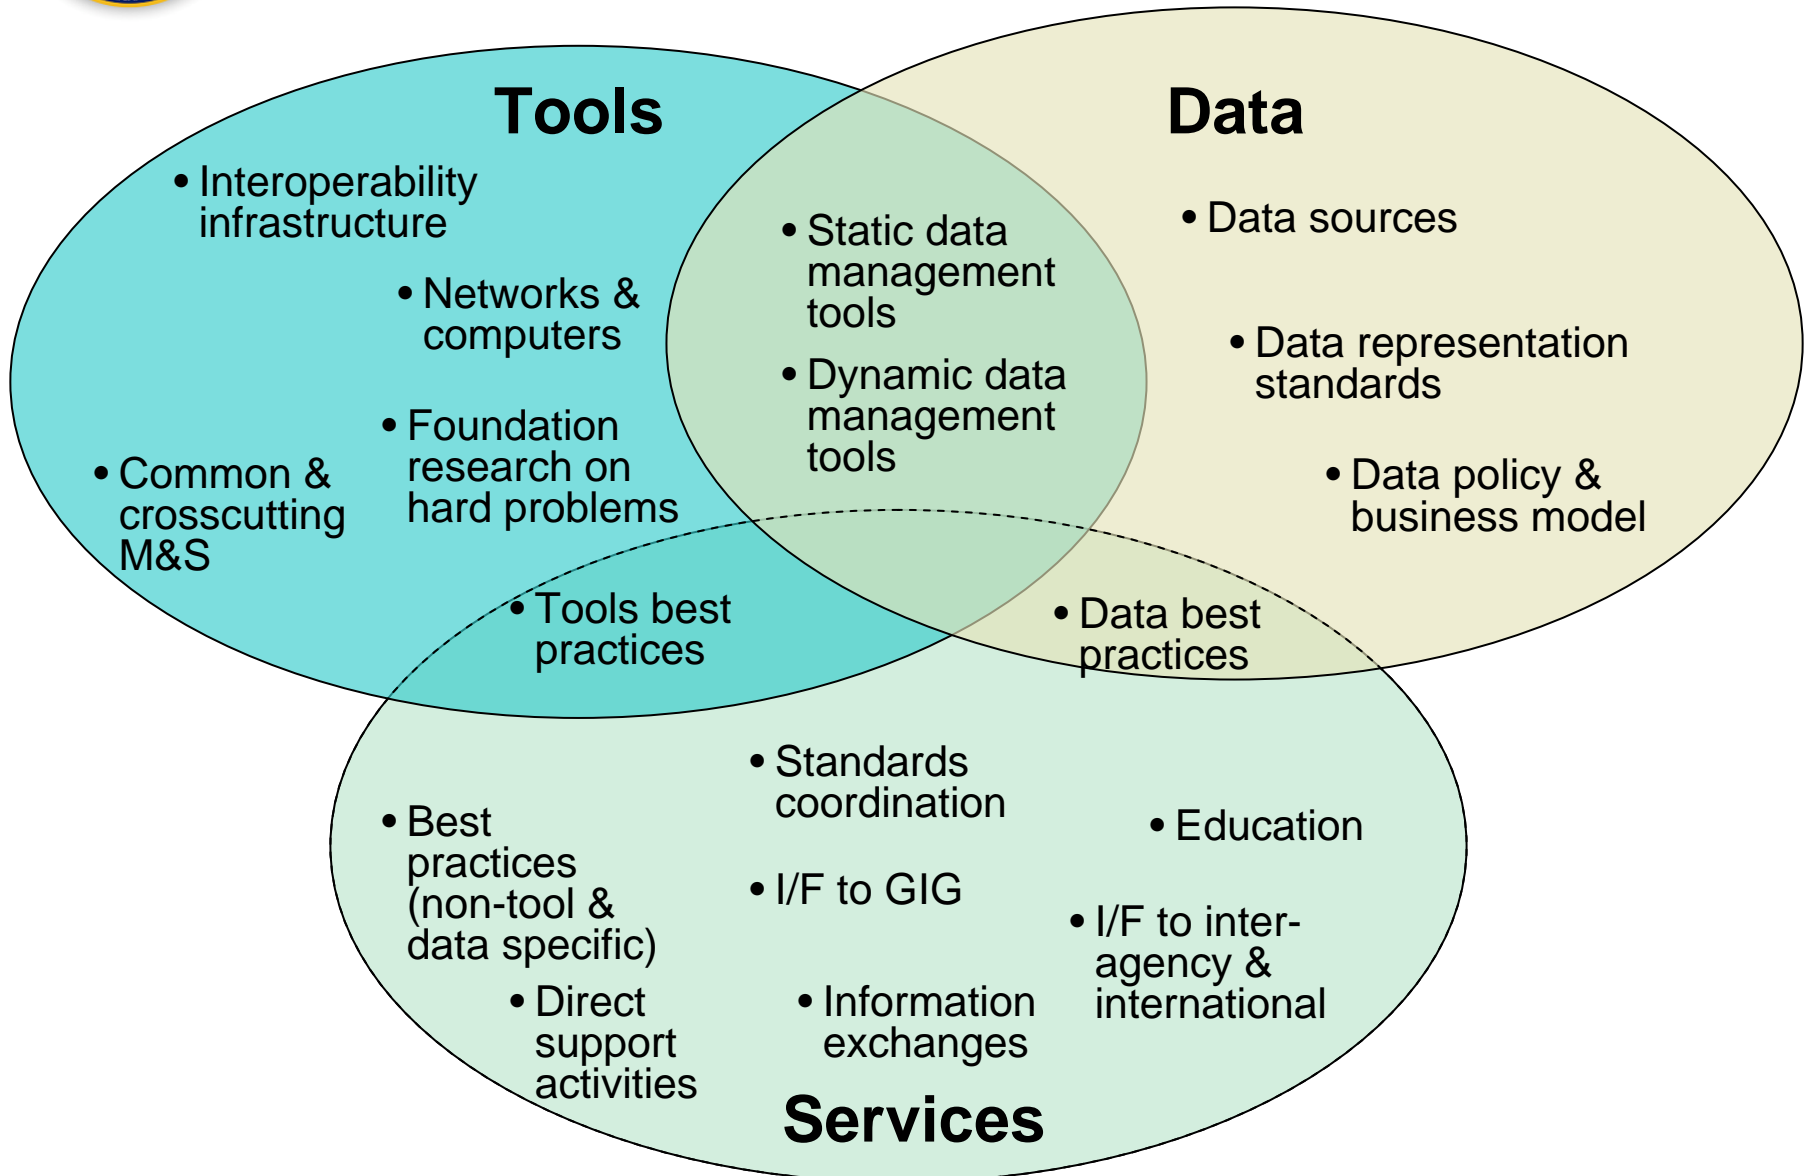 Tools
• Interoperability
infrastructure
• Networks &
computers
• Foundation
research on
hard problems
• Common &
crosscutting
M&S
• Static data
management
tools
• Dynamic data
management
tools
Data
• Data sources
• Data representation
standards
• Data policy &
business model
• Tools best
practices
• Data best
practices
• Standards
coordination
• Best
practices
(non-tool &
data specific)
• Education
• I/F to GIG
• I/F to inter-
agency &
international
• Direct
support
activities
• Information
exchanges
Services